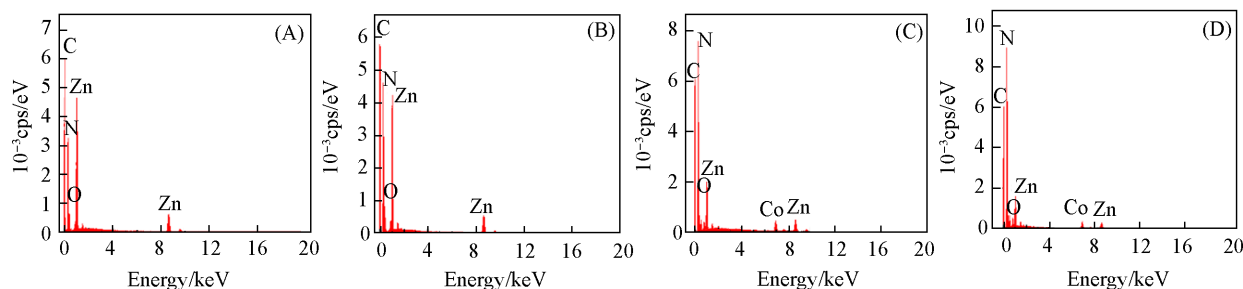 (A)
7
6
5
4
3
2
1
0
10⁻³cps/eV
C
Zn
N
O
Zn
0 4 8 12 16 20
Energy/keV
(B)
6
5
4
3
2
1
0
10⁻³cps/eV
C
N
Zn
O
Zn
0 4 8 12 16 20
Energy/keV
(C)
8
6
4
2
0
10⁻³cps/eV
N
C
Zn
O
Co Zn
0 4 8 12 16 20
Energy/keV
(D)
10
8
6
4
2
0
10⁻³cps/eV
N
C
Zn
O
Co Zn
0 4 8 12 16 20
Energy/keV